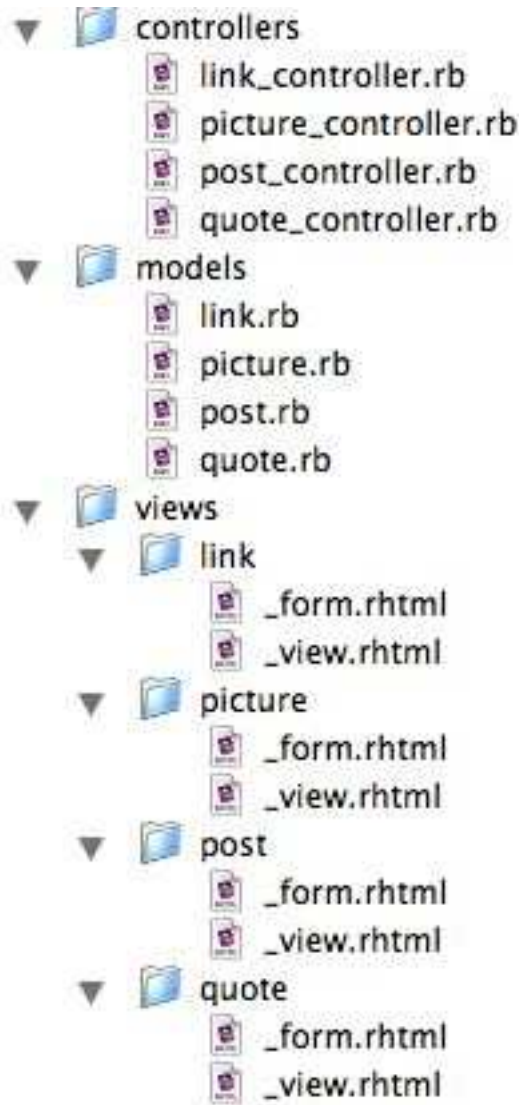 controllers
link_controller.rb
picture_controller.rb
post_controller.rb
quote_controller.rb
models
link.rb
picture.rb
post.rb
quote.rb
views
link
_form.rhtml
_view.rhtml
picture
_form.rhtml
_view.rhtml
post
_form.rhtml
_view.rhtml
quote
_form.rhtml
_view.rhtml